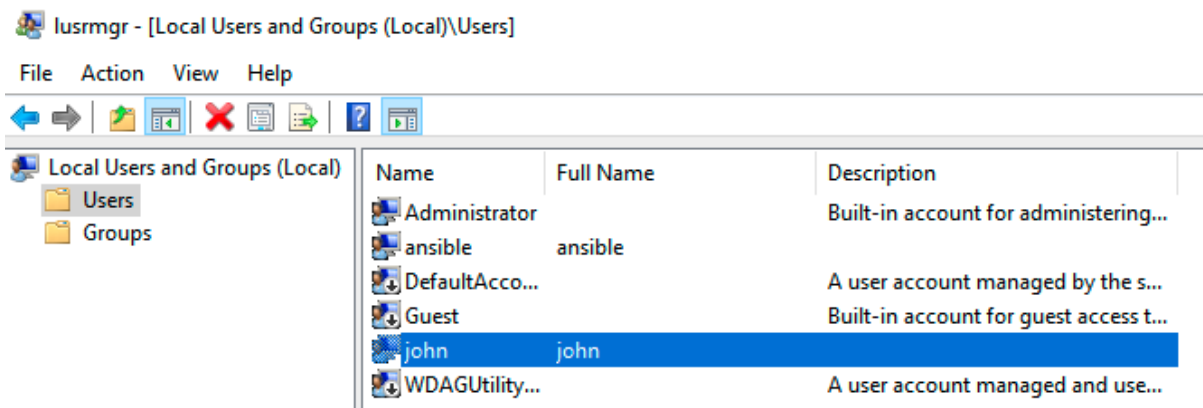 lusrmgr - [Local Users and Groups (Local)\Users]
File Action View Help
Local Users and Groups (Local)
Users
Groups
Name Full Name Description
Administrator Built-in account for administering...
ansible ansible
DefaultAcco... A user account managed by the s...
Guest Built-in account for guest access t...
john john
WDAGUtility... A user account managed and use...